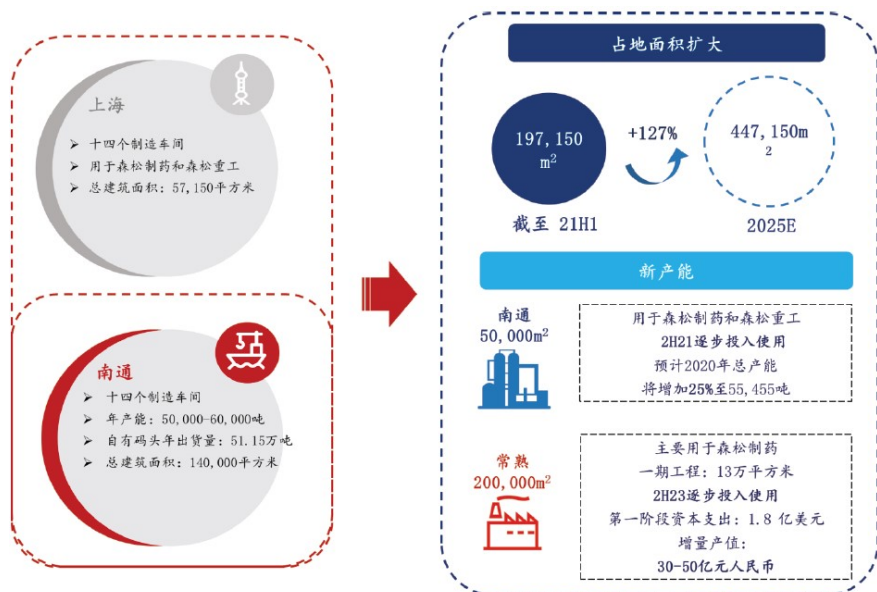 上海
➤ 十四个制造车间
➤ 用于森松制药和森松重工
➤ 总建筑面积：57,150平方米
南通
➤ 十四个制造车间
➤ 年产能：50,000-60,000吨
➤ 自有码头年出货量：51.15万吨
➤ 总建筑面积：140,000平方米
占地面积扩大
197,150
m²
+127%
447,150m
2
截至 21H1
2025E
新产能
南通
50,000m²
用于森松制药和森松重工
2H21逐步投入使用
预计2020年总产能
将增加25%至55,455吨
常熟
200,000m²
主要用于森松制药
一期工程：13万平方米
2H23逐步投入使用
第一阶段资本支出：1.8 亿美元
增量产值：
30-50亿元人民币